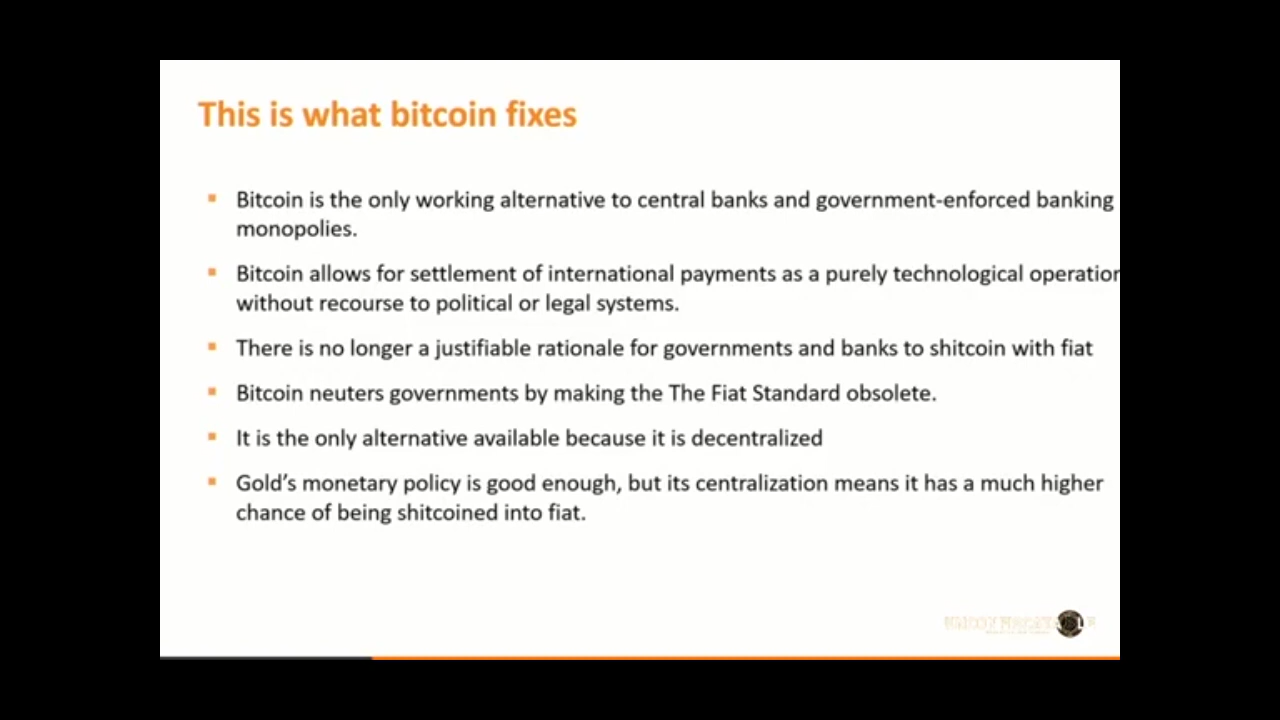 This is what bitcoin fixes
▪ Bitcoin is the only working alternative to central banks and government-enforced banking
monopolies.
▪ Bitcoin allows for settlement of international payments as a purely technological operation
without recourse to political or legal systems.
▪ There is no longer a justifiable rationale for governments and banks to shitcoin with fiat
▪ Bitcoin neuters governments by making the The Fiat Standard obsolete.
▪ It is the only alternative available because it is decentralized
▪ Gold’s monetary policy is good enough, but its centralization means it has a much higher
chance of being shitcoined into fiat.